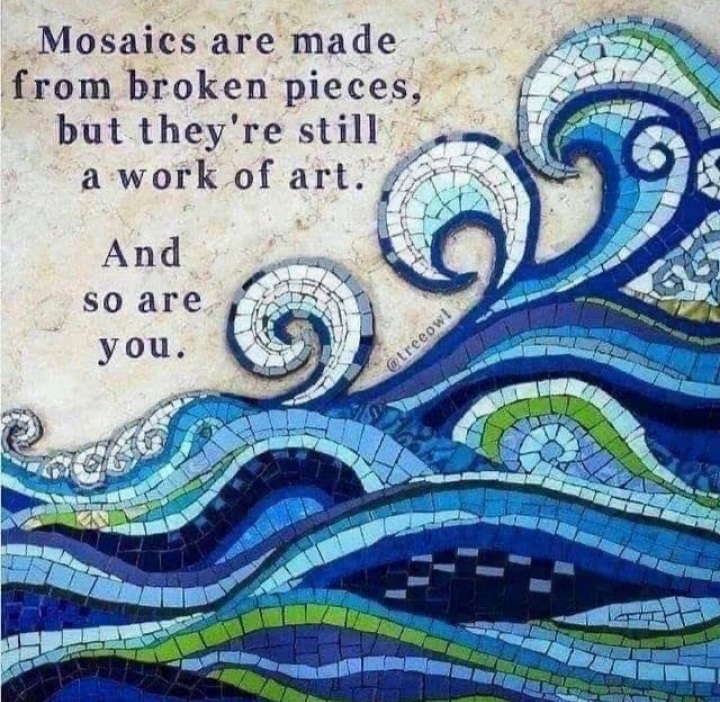 Mosaics are made
from broken pieces,
but they're still
a work of art.
And
so are
you.
@treeowl